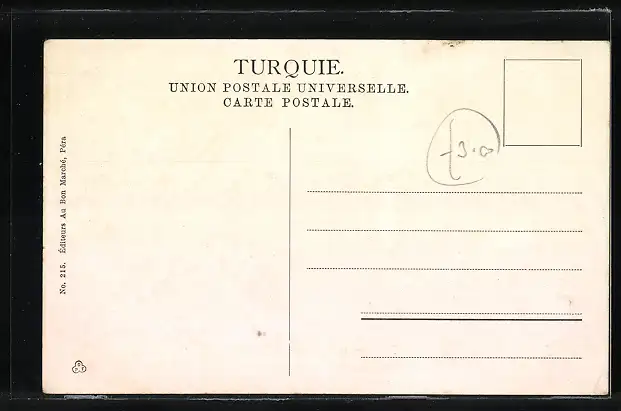 TURQUIE.
UNION POSTALE UNIVERSELLE.
CARTE POSTALE.
No. 215. Éditeurs Au Bon Marché, Péra